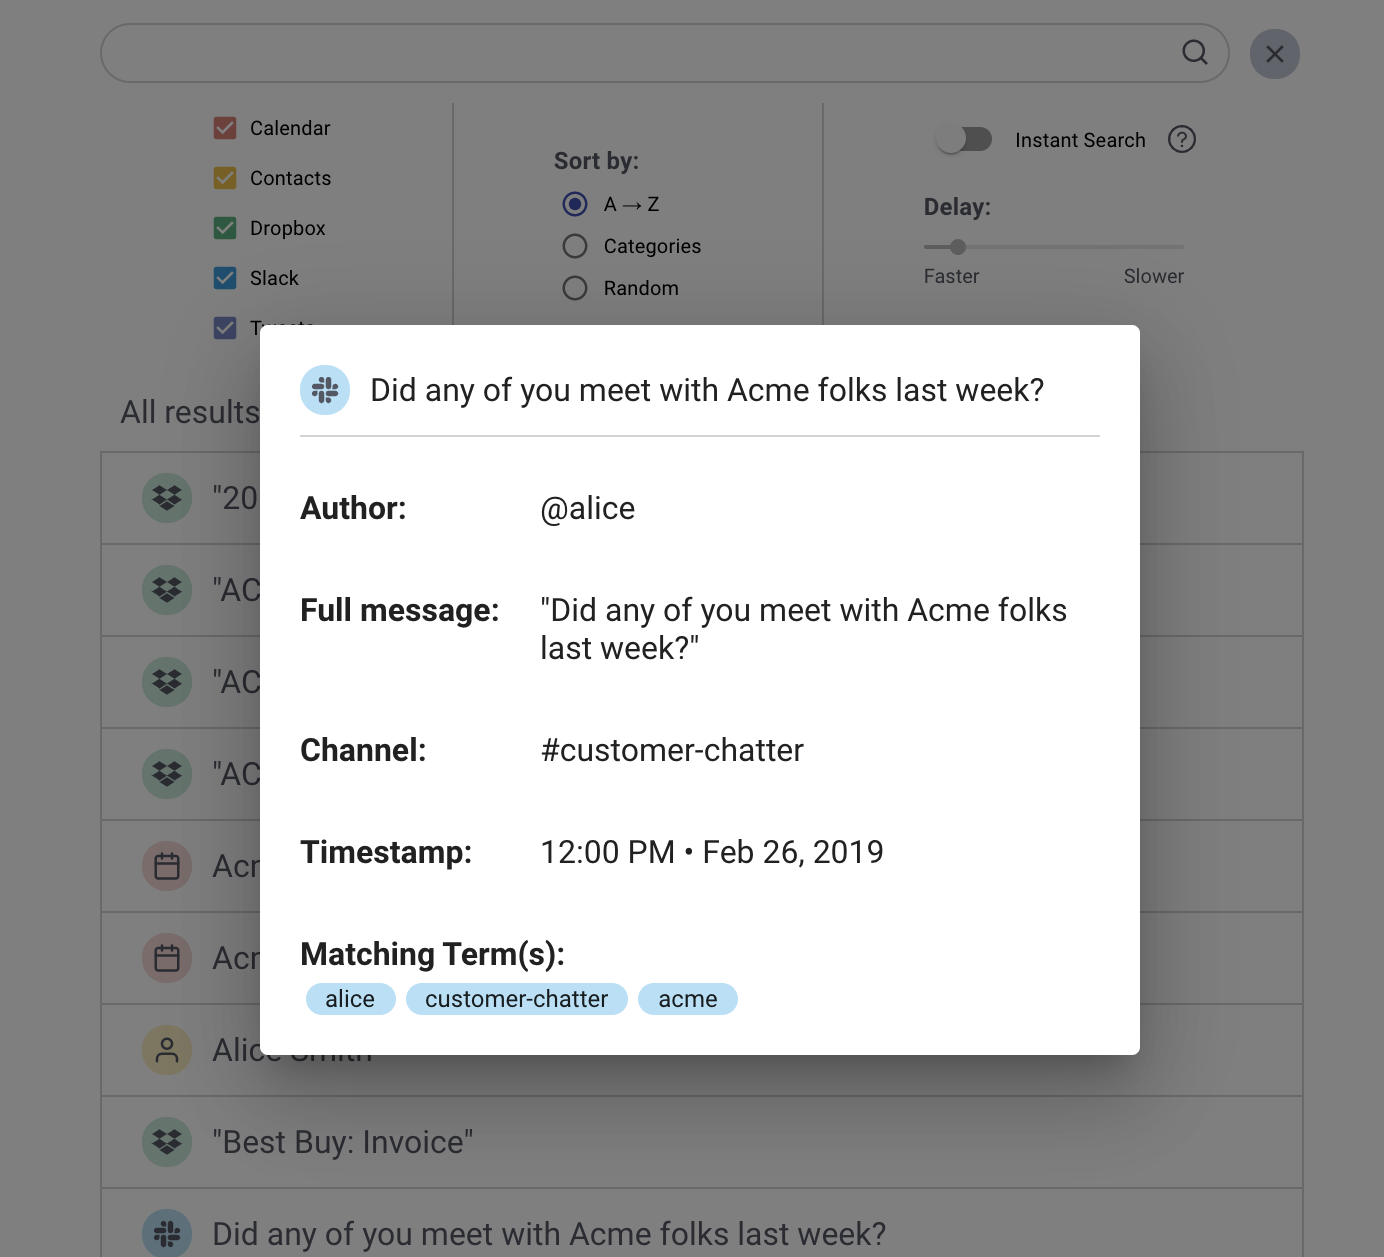 Calendar
Contacts
Dropbox
Slack
Tweets
Sort by:
A → Z
Categories
Random
Instant Search
?
Delay:
Faster Slower
Did any of you meet with Acme folks last week?
Author: @alice
Full message: "Did any of you meet with Acme folks
last week?"
Channel: #customer-chatter
Timestamp: 12:00 PM • Feb 26, 2019
Matching Term(s):
alice customer-chatter acme
All results
"20
"AC
"AC
"AC
Acr
Acr
Alice Smith
"Best Buy: Invoice"
Did any of you meet with Acme folks last week?